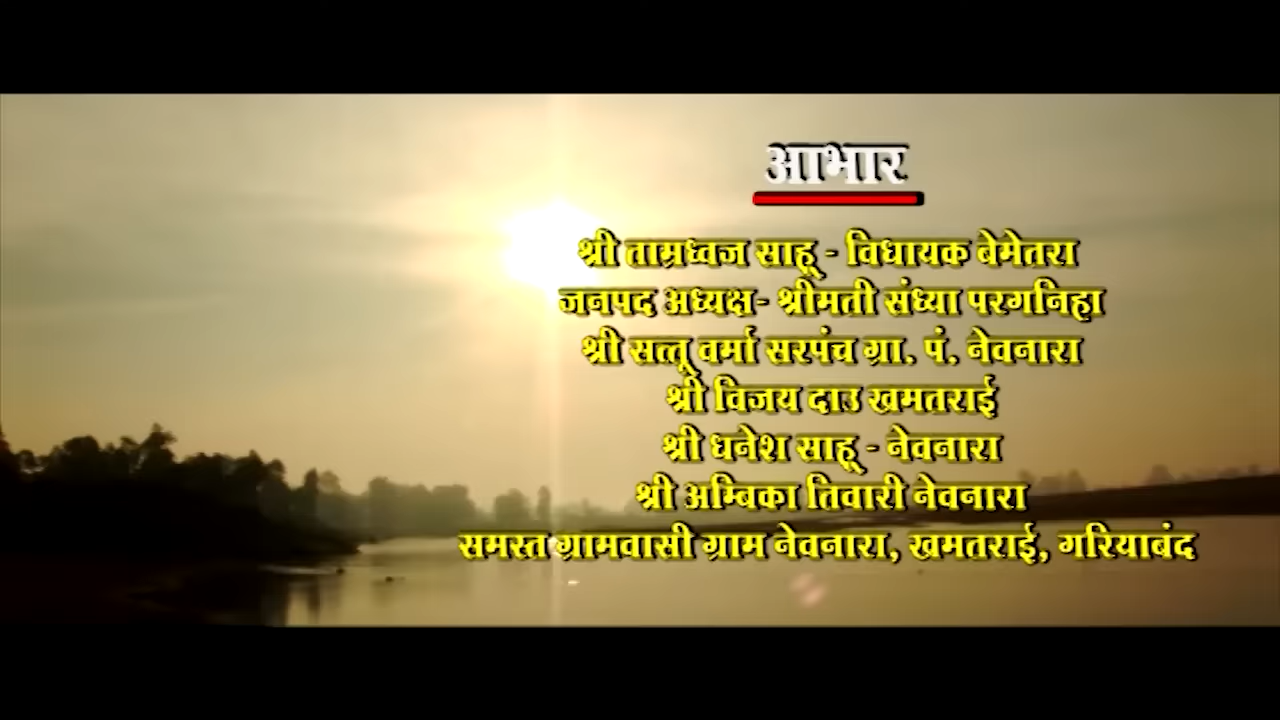 आभार
श्री ताम्रध्वज साहू - विधायक बेमेतरा
जनपद अध्यक्ष- श्रीमती संध्या परगनिहा
श्री सत्तू वर्मा सरपंच ग्रा. पं. नेवनारा
श्री विजय दाउ खमतराई
श्री धनेश साहू - नेवनारा
श्री अम्बिका तिवारी नेवनारा
समस्त ग्रामवासी ग्राम नेवनारा, खमतराई, गरियाबंद